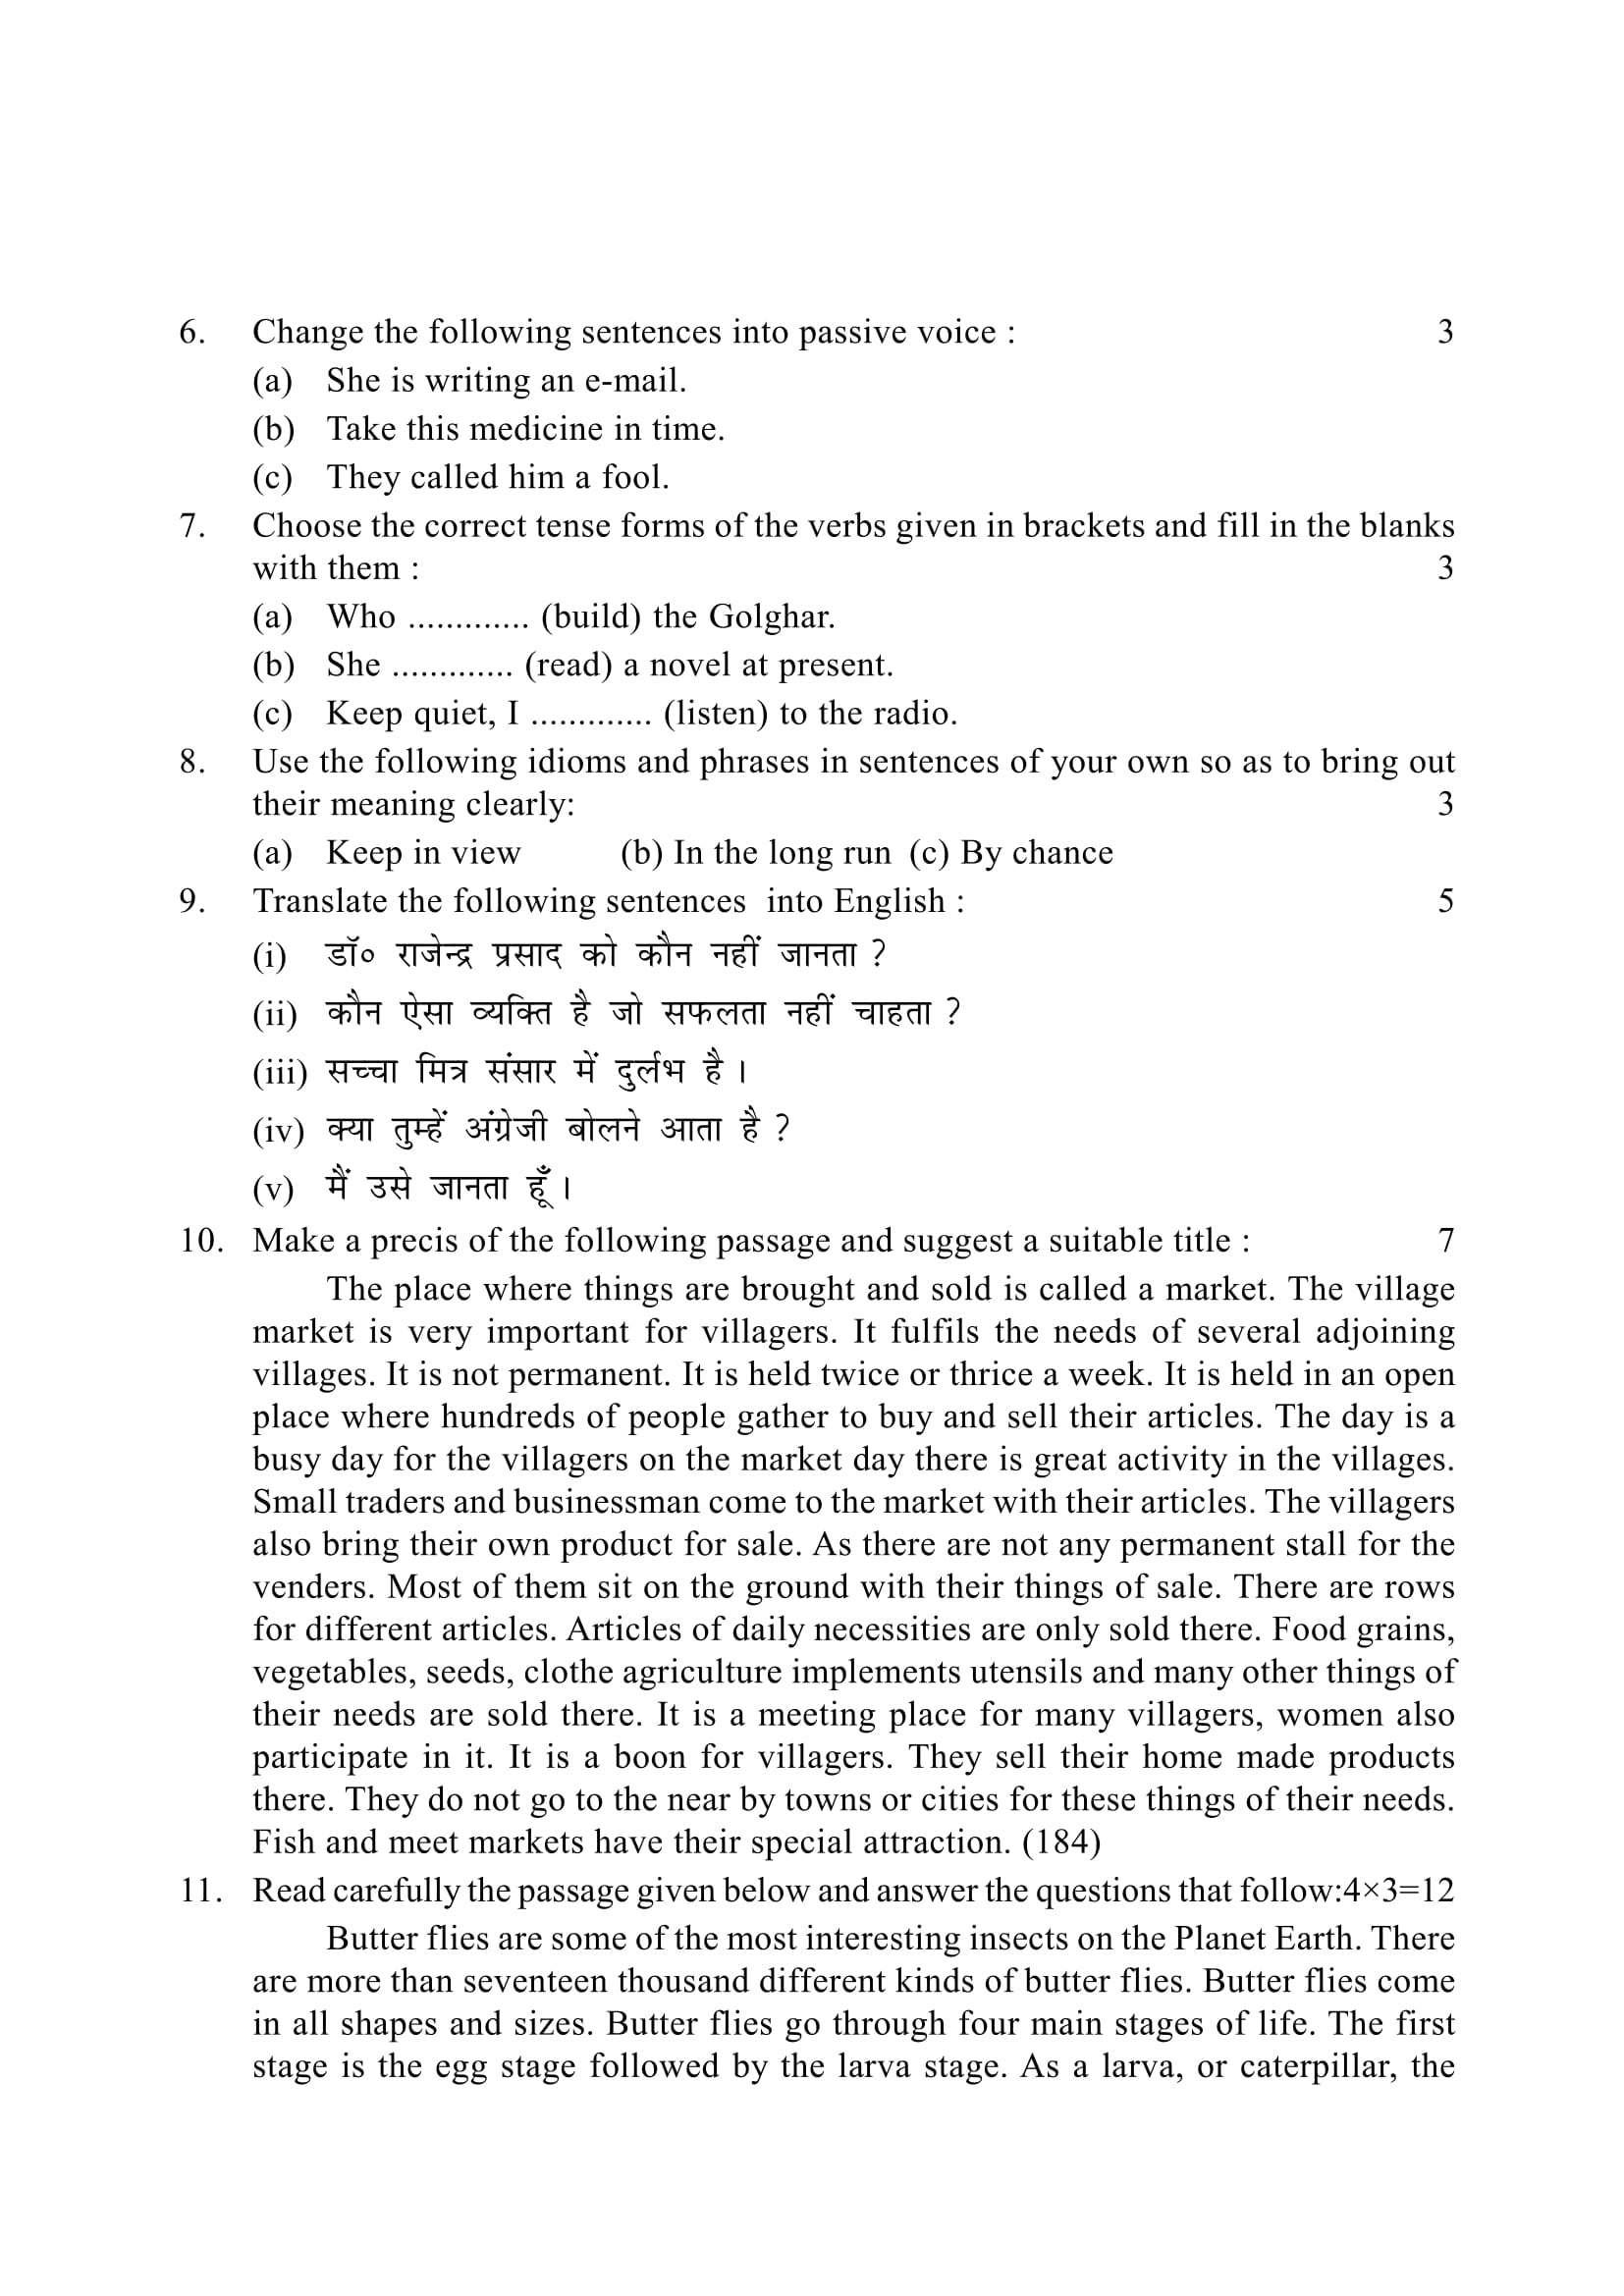 6. Change the following sentences into passive voice : 3
(a) She is writing an e-mail.
(b) Take this medicine in time.
(c) They called him a fool.
7. Choose the correct tense forms of the verbs given in brackets and fill in the blanks
with them : 3
(a) Who ............. (build) the Golghar.
(b) She ............. (read) a novel at present.
(c) Keep quiet, I ............. (listen) to the radio.
8. Use the following idioms and phrases in sentences of your own so as to bring out
their meaning clearly: 3
(a) Keep in view (b) In the long run (c) By chance
9. Translate the following sentences into English : 5
(i) डॉ० राजेन्द्र प्रसाद को कौन नहीं जानता ?
(ii) कौन ऐसा व्यक्ति है जो सफलता नहीं चाहता ?
(iii) सच्चा मित्र संसार में दुर्लभ है ।
(iv) क्या तुम्हें अंग्रेजी बोलने आता है ?
(v) मैं उसे जानता हूँ ।
10. Make a precis of the following passage and suggest a suitable title : 7
The place where things are brought and sold is called a market. The village
market is very important for villagers. It fulfils the needs of several adjoining
villages. It is not permanent. It is held twice or thrice a week. It is held in an open
place where hundreds of people gather to buy and sell their articles. The day is a
busy day for the villagers on the market day there is great activity in the villages.
Small traders and businessman come to the market with their articles. The villagers
also bring their own product for sale. As there are not any permanent stall for the
venders. Most of them sit on the ground with their things of sale. There are rows
for different articles. Articles of daily necessities are only sold there. Food grains,
vegetables, seeds, clothe agriculture implements utensils and many other things of
their needs are sold there. It is a meeting place for many villagers, women also
participate in it. It is a boon for villagers. They sell their home made products
there. They do not go to the near by towns or cities for these things of their needs.
Fish and meet markets have their special attraction. (184)
11. Read carefully the passage given below and answer the questions that follow:4×3=12
Butter flies are some of the most interesting insects on the Planet Earth. There
are more than seventeen thousand different kinds of butter flies. Butter flies come
in all shapes and sizes. Butter flies go through four main stages of life. The first
stage is the egg stage followed by the larva stage. As a larva, or caterpillar, the